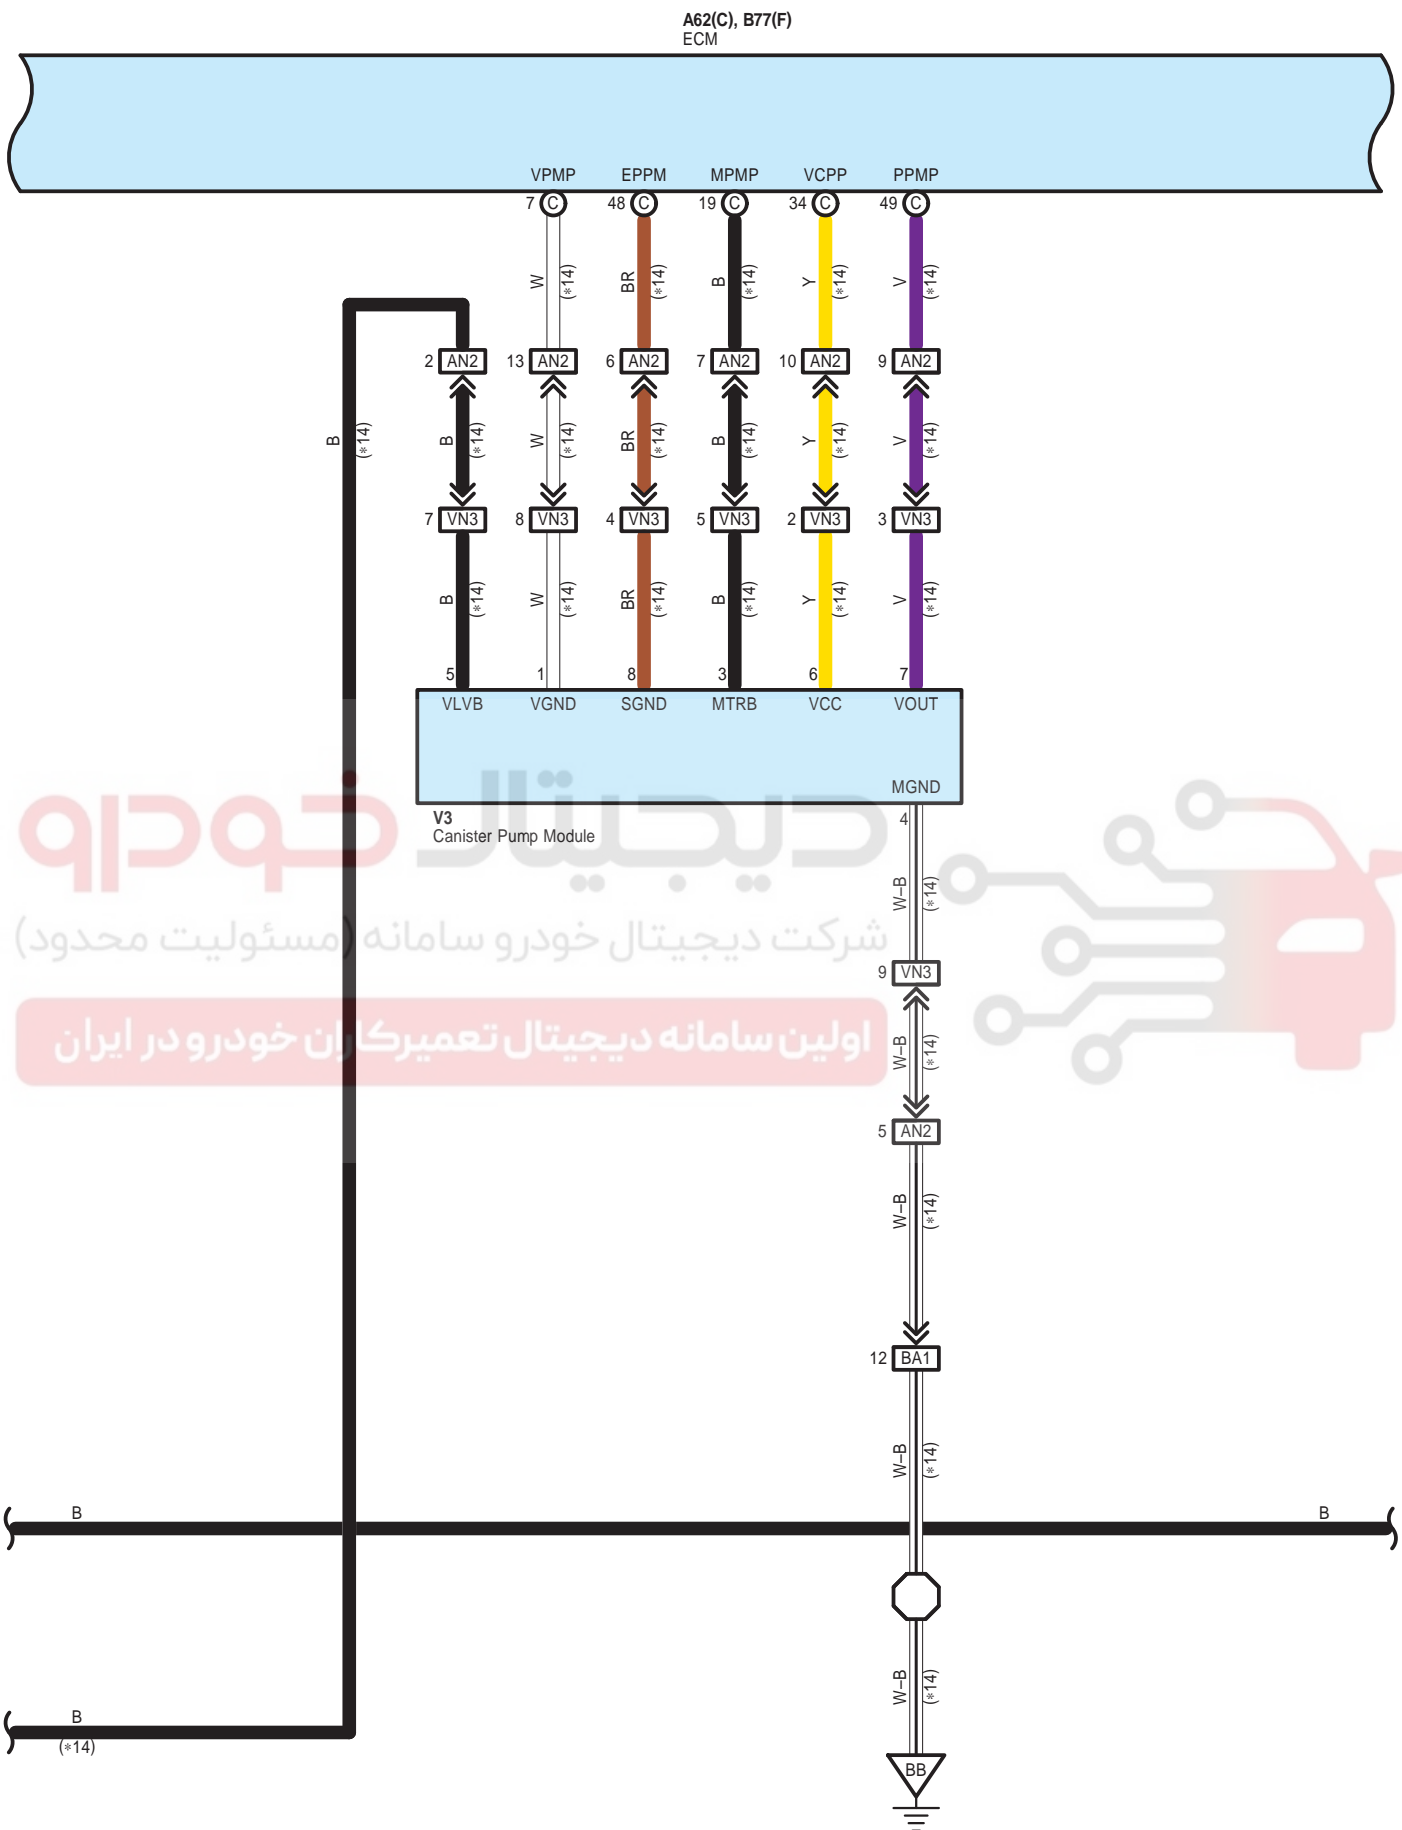 A62(C), B77(F)
ECM
VPMP EPPM MPMP VCPP PPMP
7 C 48 C 19 C 34 C 49 C
W (*14) BR (*14) B (*14) Y (*14) V (*14)
2 AN2 13 AN2 6 AN2 7 AN2 10 AN2 9 AN2
B (*14) B (*14) W (*14) BR (*14) B (*14) Y (*14) V (*14)
7 VN3 8 VN3 4 VN3 5 VN3 2 VN3 3 VN3
B (*14) W (*14) BR (*14) B (*14) Y (*14) V (*14)
5 1 8 3 6 7
VLVB VGND SGND MTRB VCC VOUT
MGND
V3
Canister Pump Module
4
دیجیتال خودرو
W–B (*14)
شرکت دیجیتال خودرو سامانه (مسئولیت محدود)
9 VN3
اولین سامانه دیجیتال تعمیرکاران خودرو در ایران
W–B (*14)
5 AN2
W–B (*14)
12 BA1
W–B (*14)
B B
W–B (*14)
B
(*14)
BB